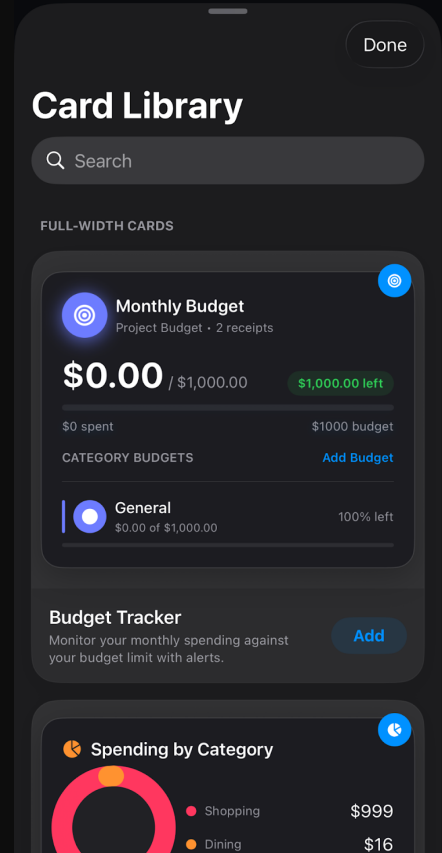 Done
Card Library
Search
FULL-WIDTH CARDS
Monthly Budget
Project Budget • 2 receipts
$0.00 / $1,000.00
$1,000.00 left
$0 spent
$1000 budget
CATEGORY BUDGETS
Add Budget
General
$0.00 of $1,000.00
100% left
Budget Tracker
Monitor your monthly spending against
your budget limit with alerts.
Add
Spending by Category
Shopping
$999
Dining
$16